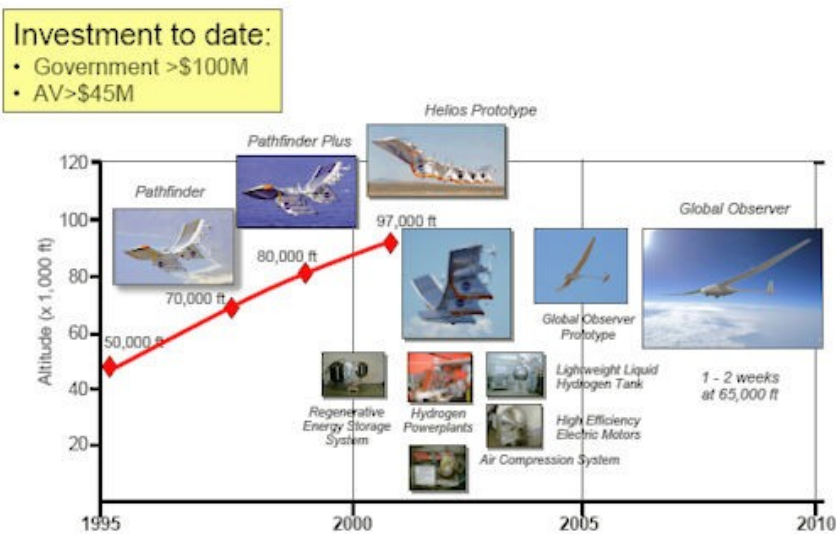 Investment to date:
• Government >$100M
• AV>$45M
Helios Prototype
Pathfinder Plus
Pathfinder
Global Observer
120
100
80
60
40
20
Altitude (x 1,000 ft)
50,000 ft
70,000 ft
80,000 ft
97,000 ft
Global Observer
Prototype
1 - 2 weeks
at 65,000 ft
Regenerative
Energy Storage
System
Hydrogen
Powerplants
Lightweight Liquid
Hydrogen Tank
High Efficiency
Electric Motors
Air Compression System
1995
2000
2005
2010